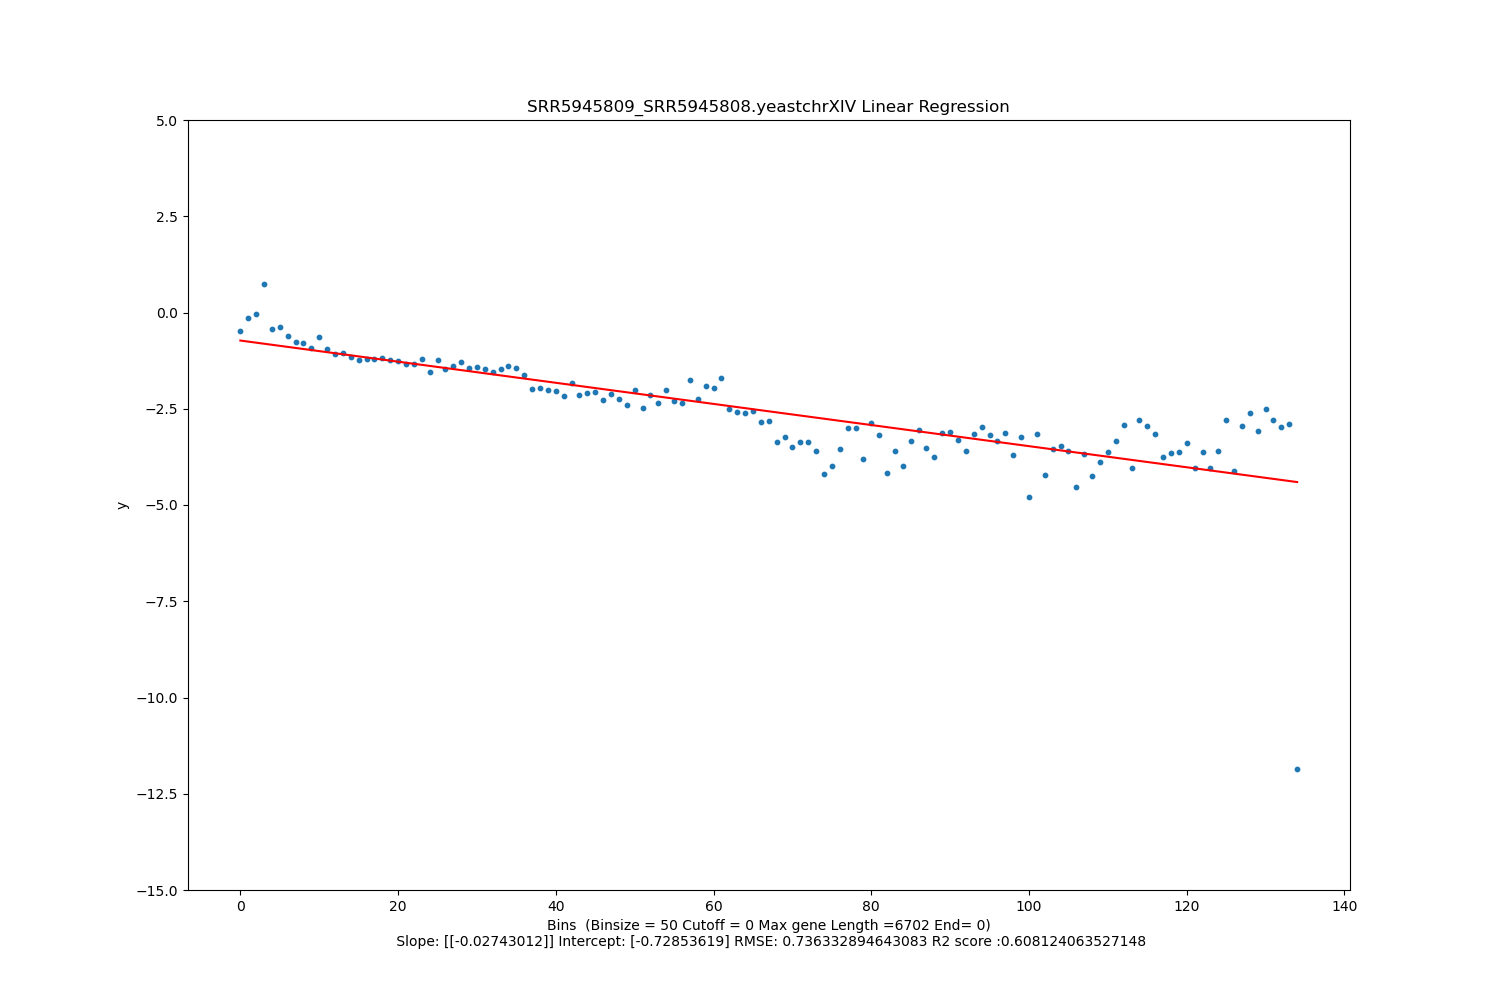 SRR5945809_SRR5945808.yeastchrXIV Linear Regression
5.0
2.5
0.0
−2.5
−5.0
−7.5
−10.0
−12.5
−15.0
y
0 20 40 60 80 100 120 140
Bins  (Binsize = 50 Cutoff = 0 Max gene Length =6702 End= 0)
Slope: [[-0.02743012]] Intercept: [-0.72853619] RMSE: 0.736332894643083 R2 score :0.608124063527148